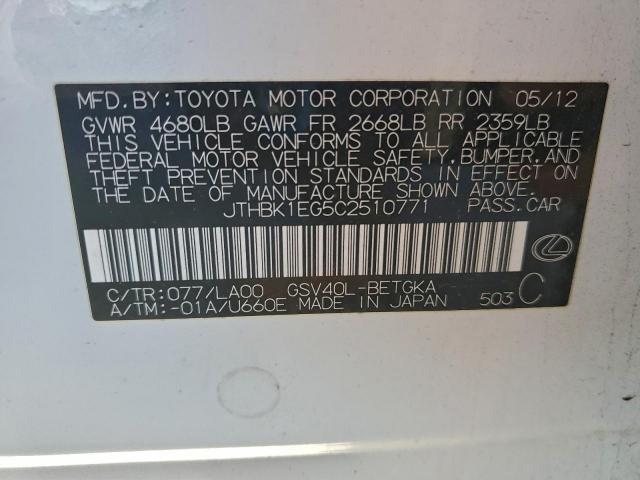 MFD. BY: TOYOTA MOTOR CORPORATION 05/12
GVWR 4680LB GAWR FR 2668LB RR 2359LB
THIS VEHICLE CONFORMS TO ALL APPLICABLE
FEDERAL MOTOR VEHICLE SAFETY, BUMPER, AND
THEFT PREVENTION STANDARDS IN EFFECT ON
THE DATE OF MANUFACTURE SHOWN ABOVE.
JTHBK1EG5C2510771 PASS. CAR
C/TR: 077/LA00 GSV40L-BETGKA
A/TM: -01A/U660E MADE IN JAPAN 503 C